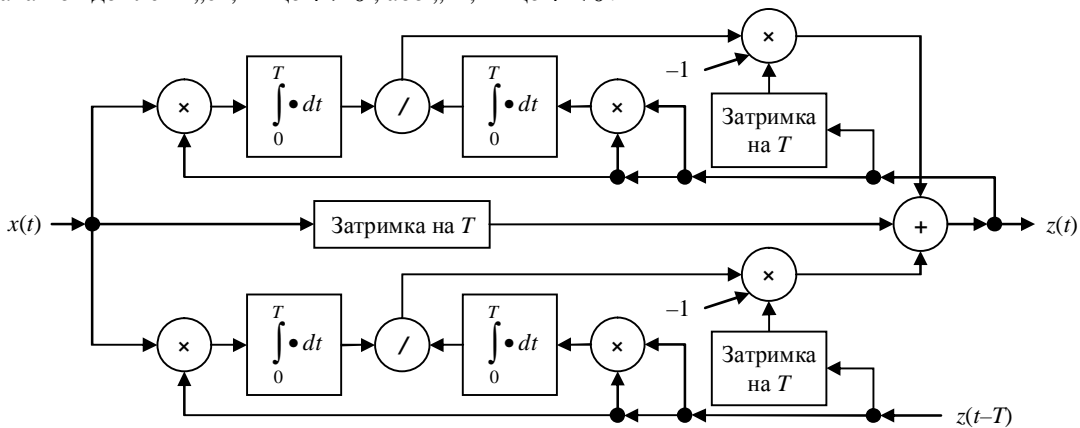 ×
T
∫ • dt
0
/
T
∫ • dt
0
×
–1
×
Затримка
на T
x(t)
Затримка на T
+
z(t)
×
T
∫ • dt
0
/
T
∫ • dt
0
×
–1
×
Затримка
на T
z(t–T)